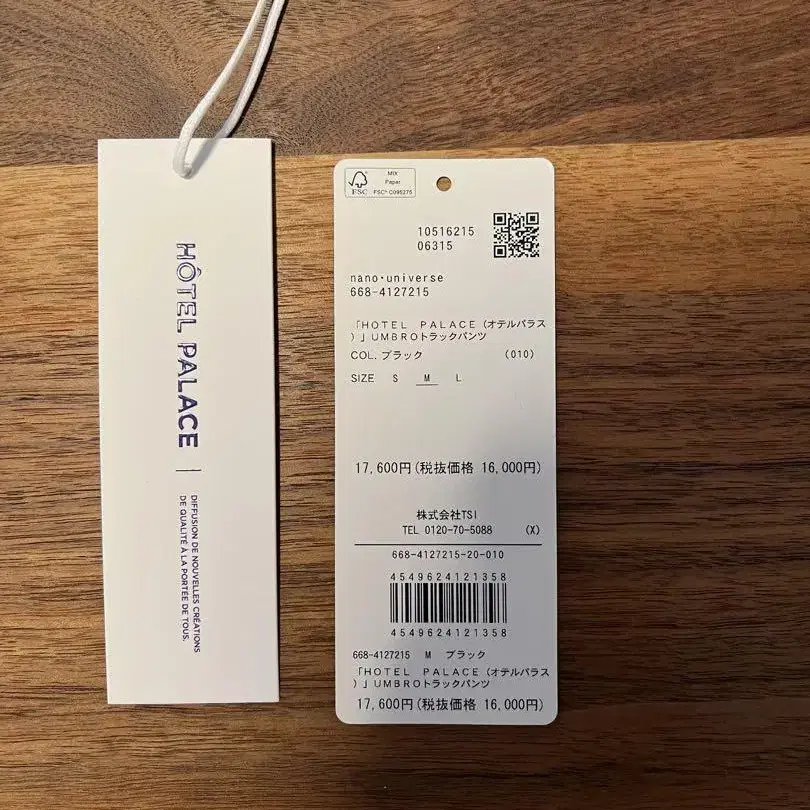 HÔTEL PALACE
DIFFUSION DE NOUVELLES CRÉATIONS
DE QUALITÉ À LA PORTÉE DE TOUS.
FSC
MIX
Paper
FSC® C095275
10516215
06315
nano・universe
668-4127215
「HOTEL PALACE（オテルパラス
）」UMBROトラックパンツ
COL. ブラック (010)
SIZE S M L
17,600円(税抜価格 16,000円)
株式会社TSI
TEL 0120-70-5088 (X)
668-4127215-20-010
4549624121358
4549624121358
668-4127215 M ブラック
「HOTEL PALACE（オテルパラス
）」UMBROトラックパンツ
17,600円(税抜価格 16,000円)